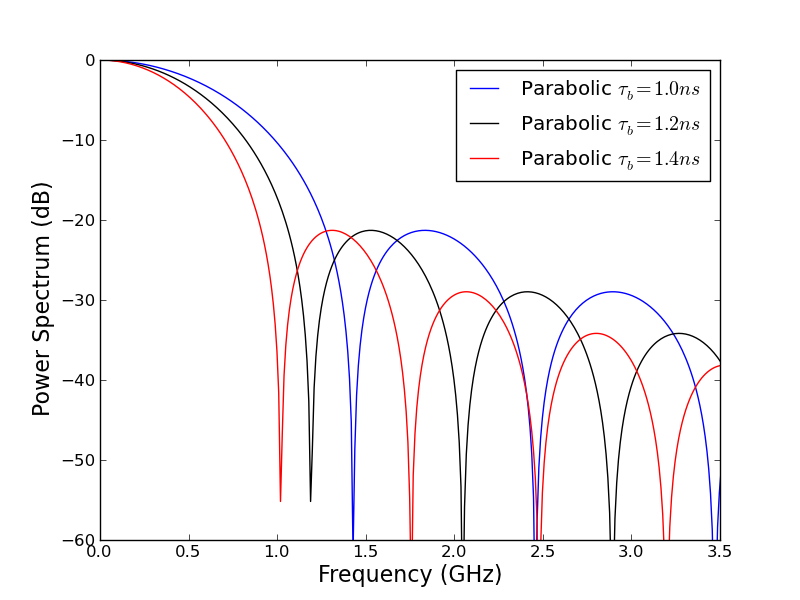 0
−10
−20
−30
−40
−50
−60
Power Spectrum (dB)
Parabolic τb=1.0ns
Parabolic τb=1.2ns
Parabolic τb=1.4ns
0.0 0.5 1.0 1.5 2.0 2.5 3.0 3.5
Frequency (GHz)